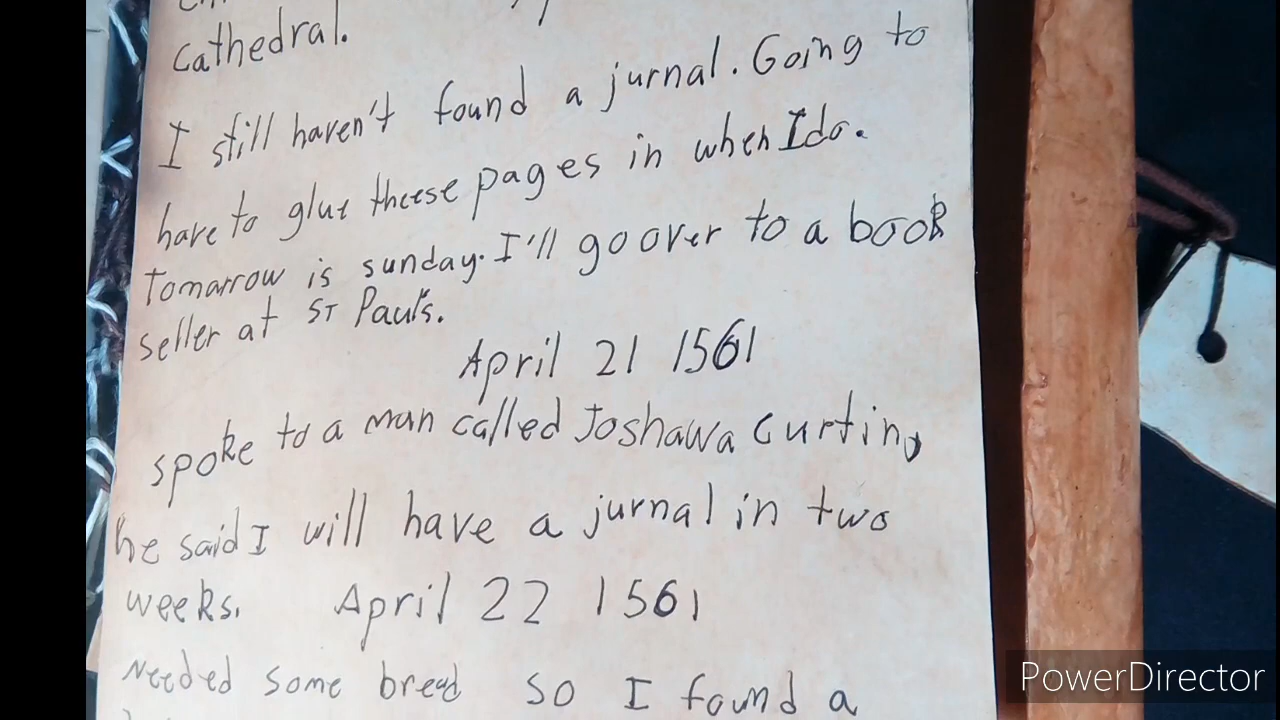 cathedral.
I still haven't found a jurnal. Going to
have to glue theese pages in when I do.
Tomarrow is sunday. I'll go over to a book
seller at ST Paul's.
April 21 1561
spoke to a man called Joshawa Curtin,
he said I will have a jurnal in two
weeks. April 22 1561
Needed some bread so I found a
PowerDirector